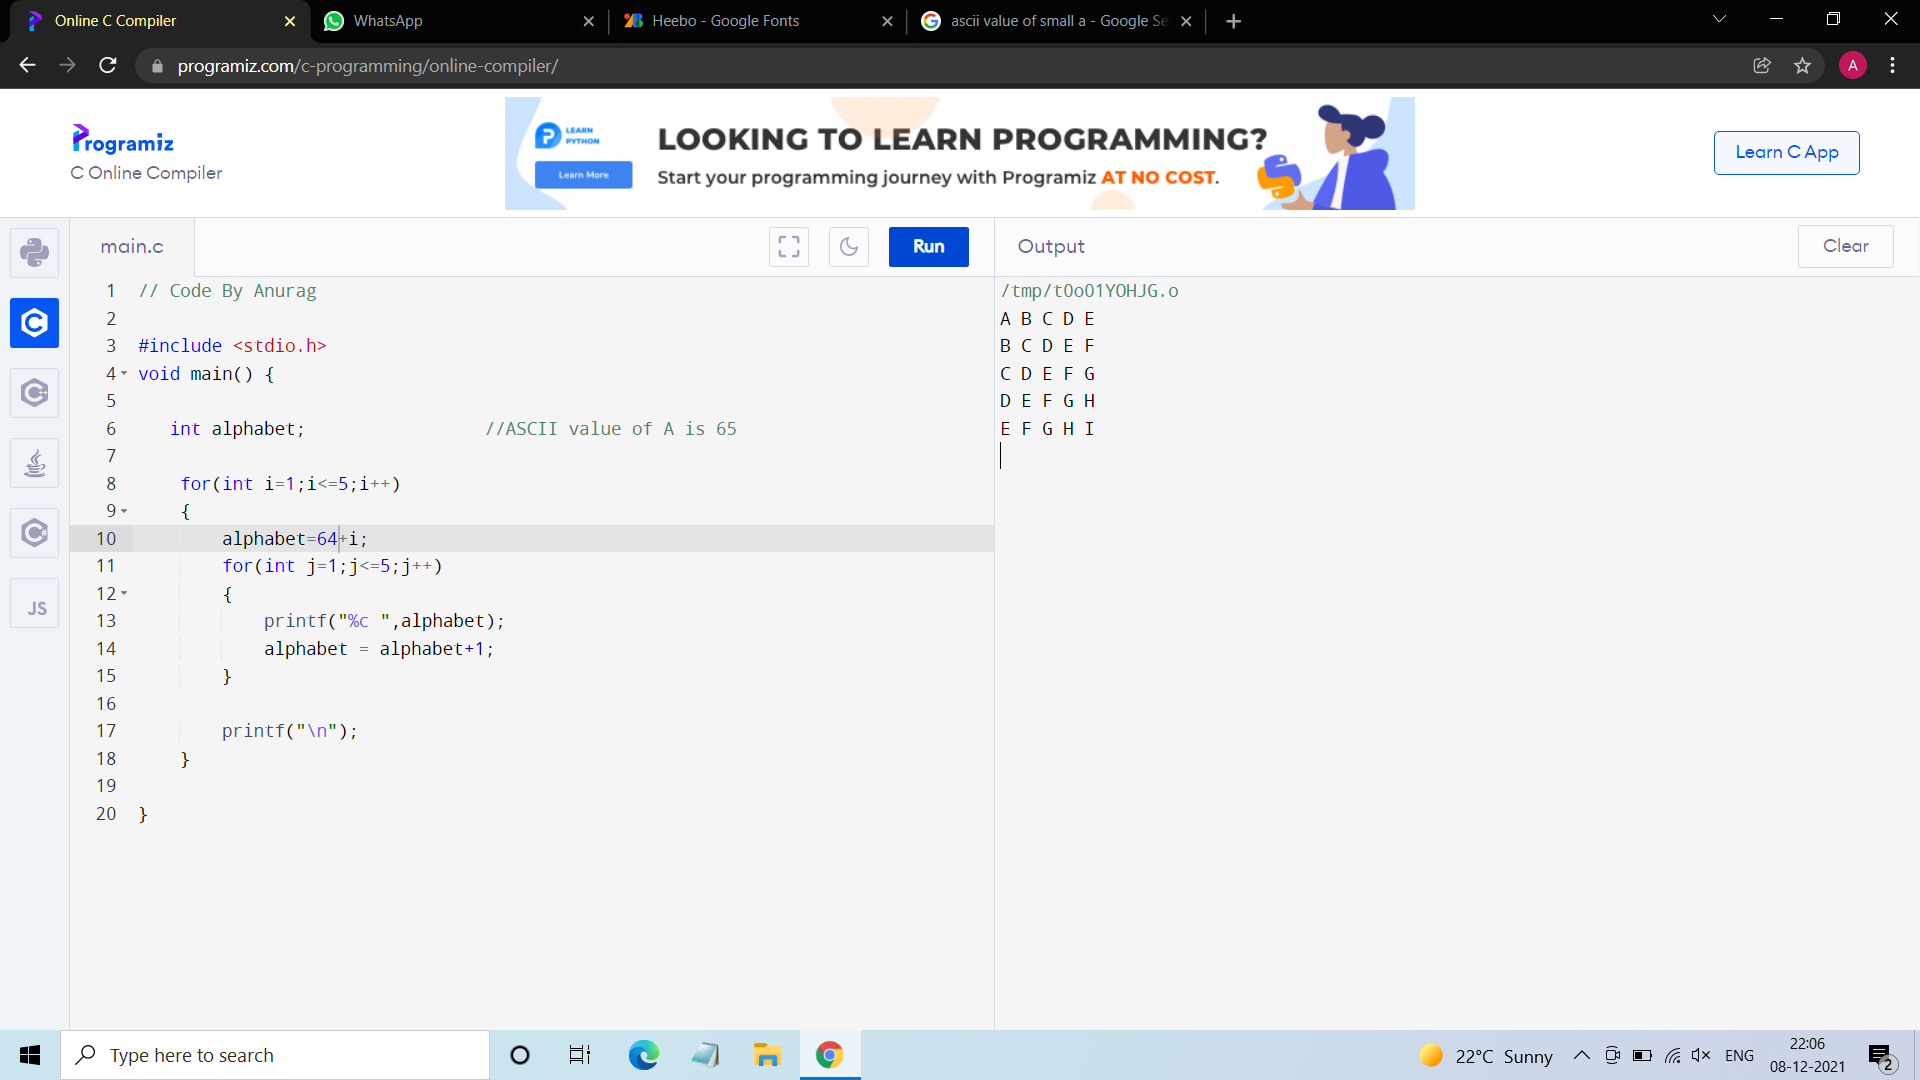 Online C Compiler
WhatsApp
Heebo - Google Fonts
ascii value of small a - Google Se
programiz.com/c-programming/online-compiler/
A
Programiz
C Online Compiler
LEARN
PYTHON
Learn More
LOOKING TO LEARN PROGRAMMING?
Start your programming journey with Programiz AT NO COST.
Learn C App
main.c
Run
Output
Clear
1 // Code By Anurag
2
3 #include <stdio.h>
4 void main() {
5
6 int alphabet; //ASCII value of A is 65
7
8 for(int i=1;i<=5;i++)
9 {
10 alphabet=64+i;
11 for(int j=1;j<=5;j++)
12 {
13 printf("%c ",alphabet);
14 alphabet = alphabet+1;
15 }
16
17 printf("\n");
18 }
19
20 }
JS
/tmp/tOo01YOHJG.o
A B C D E
B C D E F
C D E F G
D E F G H
E F G H I
Type here to search
22°C Sunny
ENG
22:06
08-12-2021
2